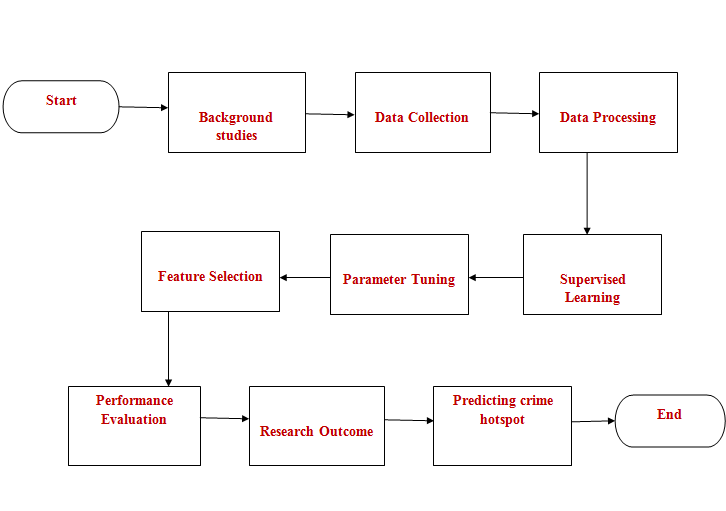 Start
Background
studies
Data Collection
Data Processing
Supervised
Learning
Parameter Tuning
Feature Selection
Performance
Evaluation
Research Outcome
Predicting crime
hotspot
End